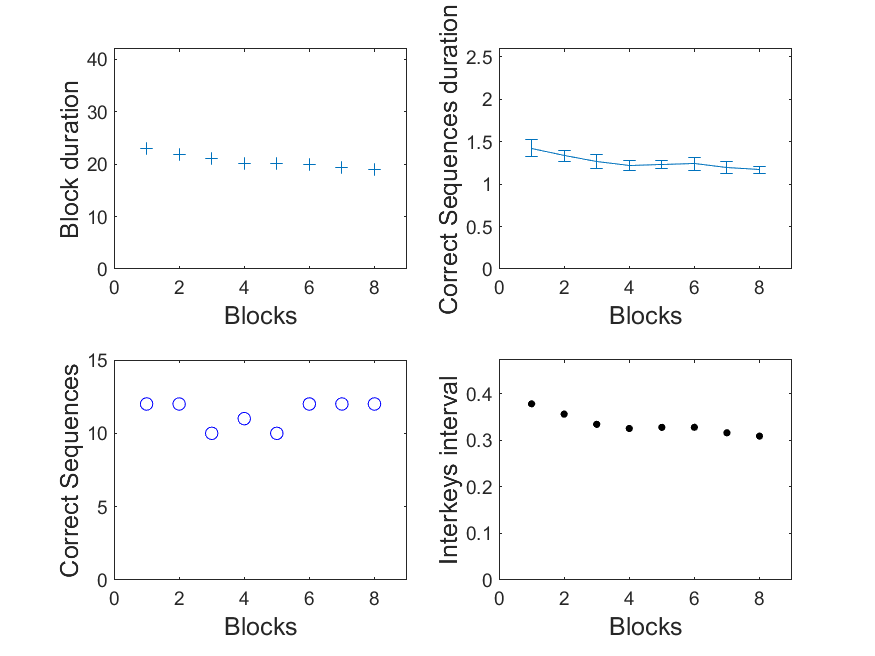 Block duration
40
30
20
10
0
0 2 4 6 8
Blocks
Correct Sequences duration
2.5
2
1.5
1
0.5
0
0 2 4 6 8
Blocks
Correct Sequences
15
10
5
0
0 2 4 6 8
Blocks
Interkeys interval
0.4
0.3
0.2
0.1
0
0 2 4 6 8
Blocks